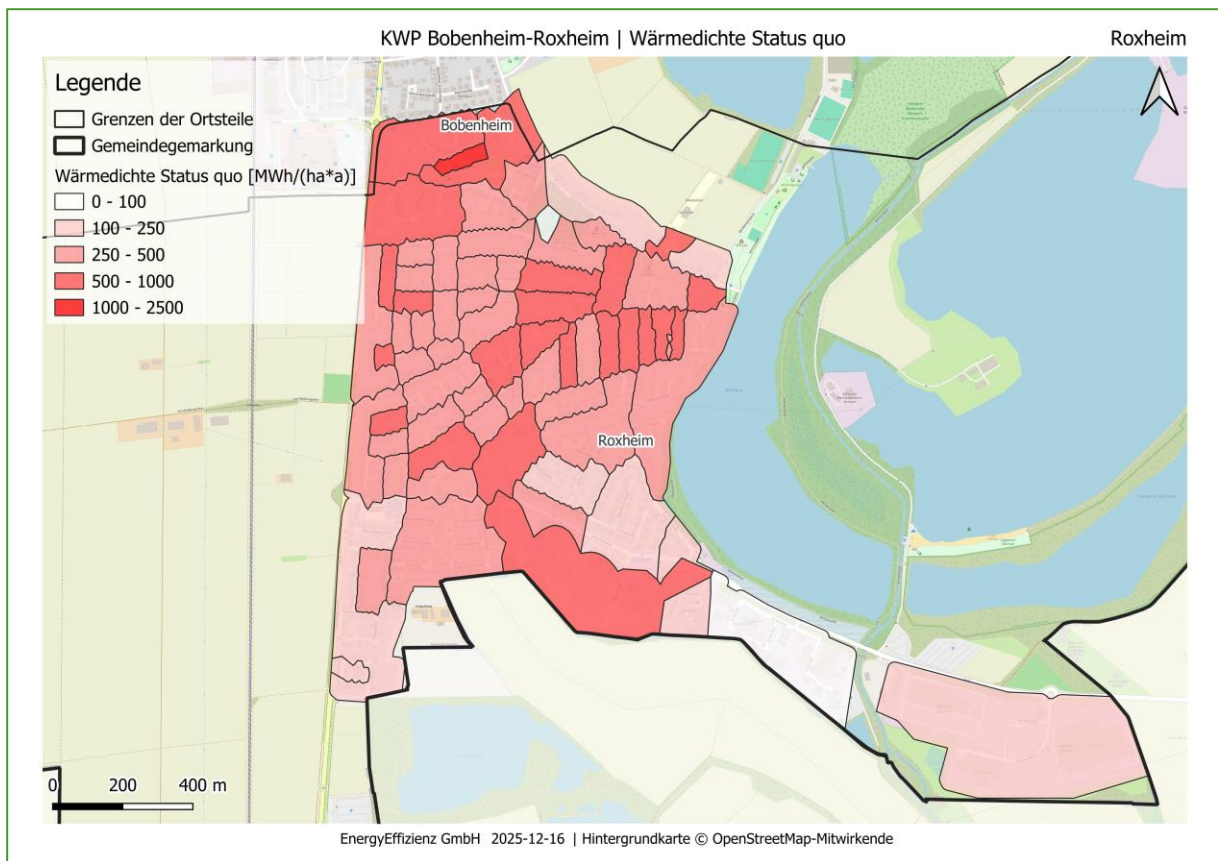 KWP Bobenheim-Roxheim | Wärmedichte Status quo
Roxheim
Legende
Grenzen der Ortsteile
Gemeindegemarkung
Wärmedichte Status quo [MWh/(ha*a)]
0 - 100
100 - 250
250 - 500
500 - 1000
1000 - 2500
Bobenheim
Roxheim
0 200 400 m
EnergyEffizienz GmbH 2025-12-16 | Hintergrundkarte © OpenStreetMap-Mitwirkende